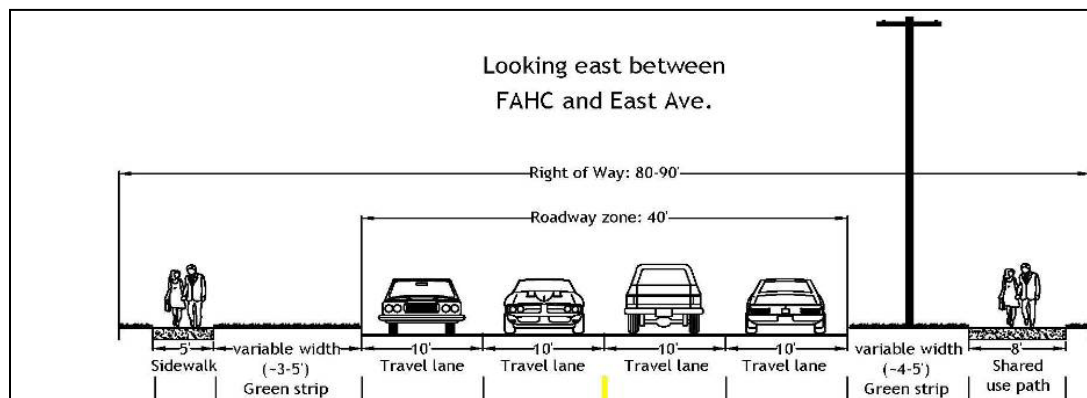 Looking east between
FAHC and East Ave.
Right of Way: 80-90'
Roadway zone: 40'
5'
Sidewalk
variable width
(~3-5')
Green strip
10'
Travel lane
10'
Travel lane
10'
Travel lane
10'
Travel lane
variable width
(~4-5')
Green strip
8'
Shared
use path